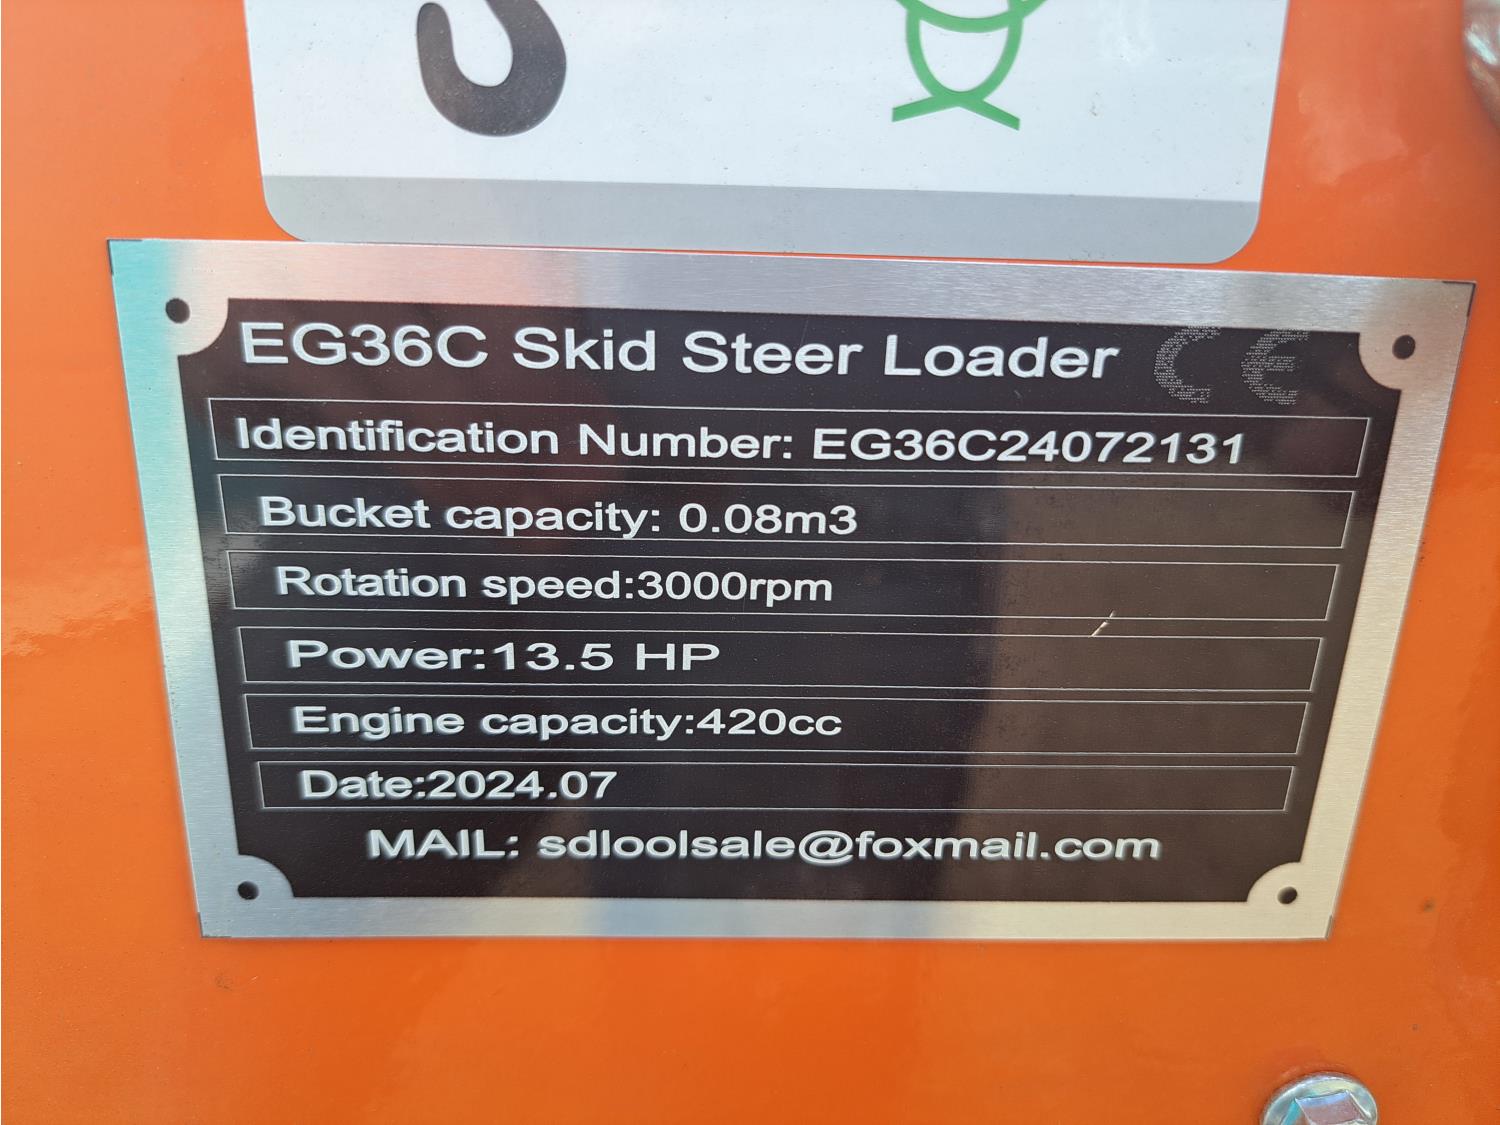 EG36C Skid Steer Loader CE
Identification Number: EG36C24072131
Bucket capacity: 0.08m3
Rotation speed:3000rpm
Power:13.5 HP
Engine capacity:420cc
Date:2024.07
MAIL: sdloolsale@foxmail.com